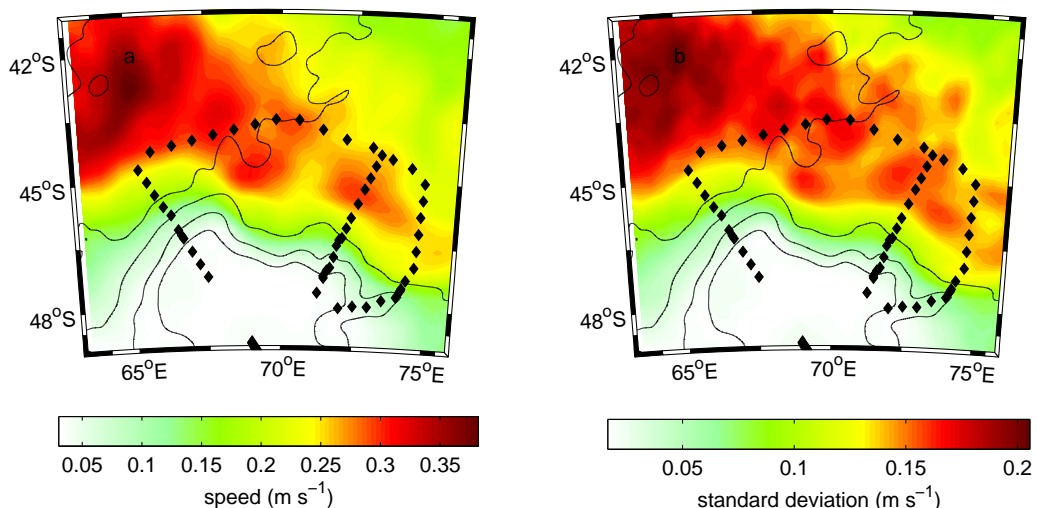 a
b
42°S
45°S
48°S
65°E
70°E
75°E
42°S
45°S
48°S
65°E
70°E
75°E
0.05 0.1 0.15 0.2 0.25 0.3 0.35
speed (m s⁻¹)
0.05 0.1 0.15 0.2
standard deviation (m s⁻¹)